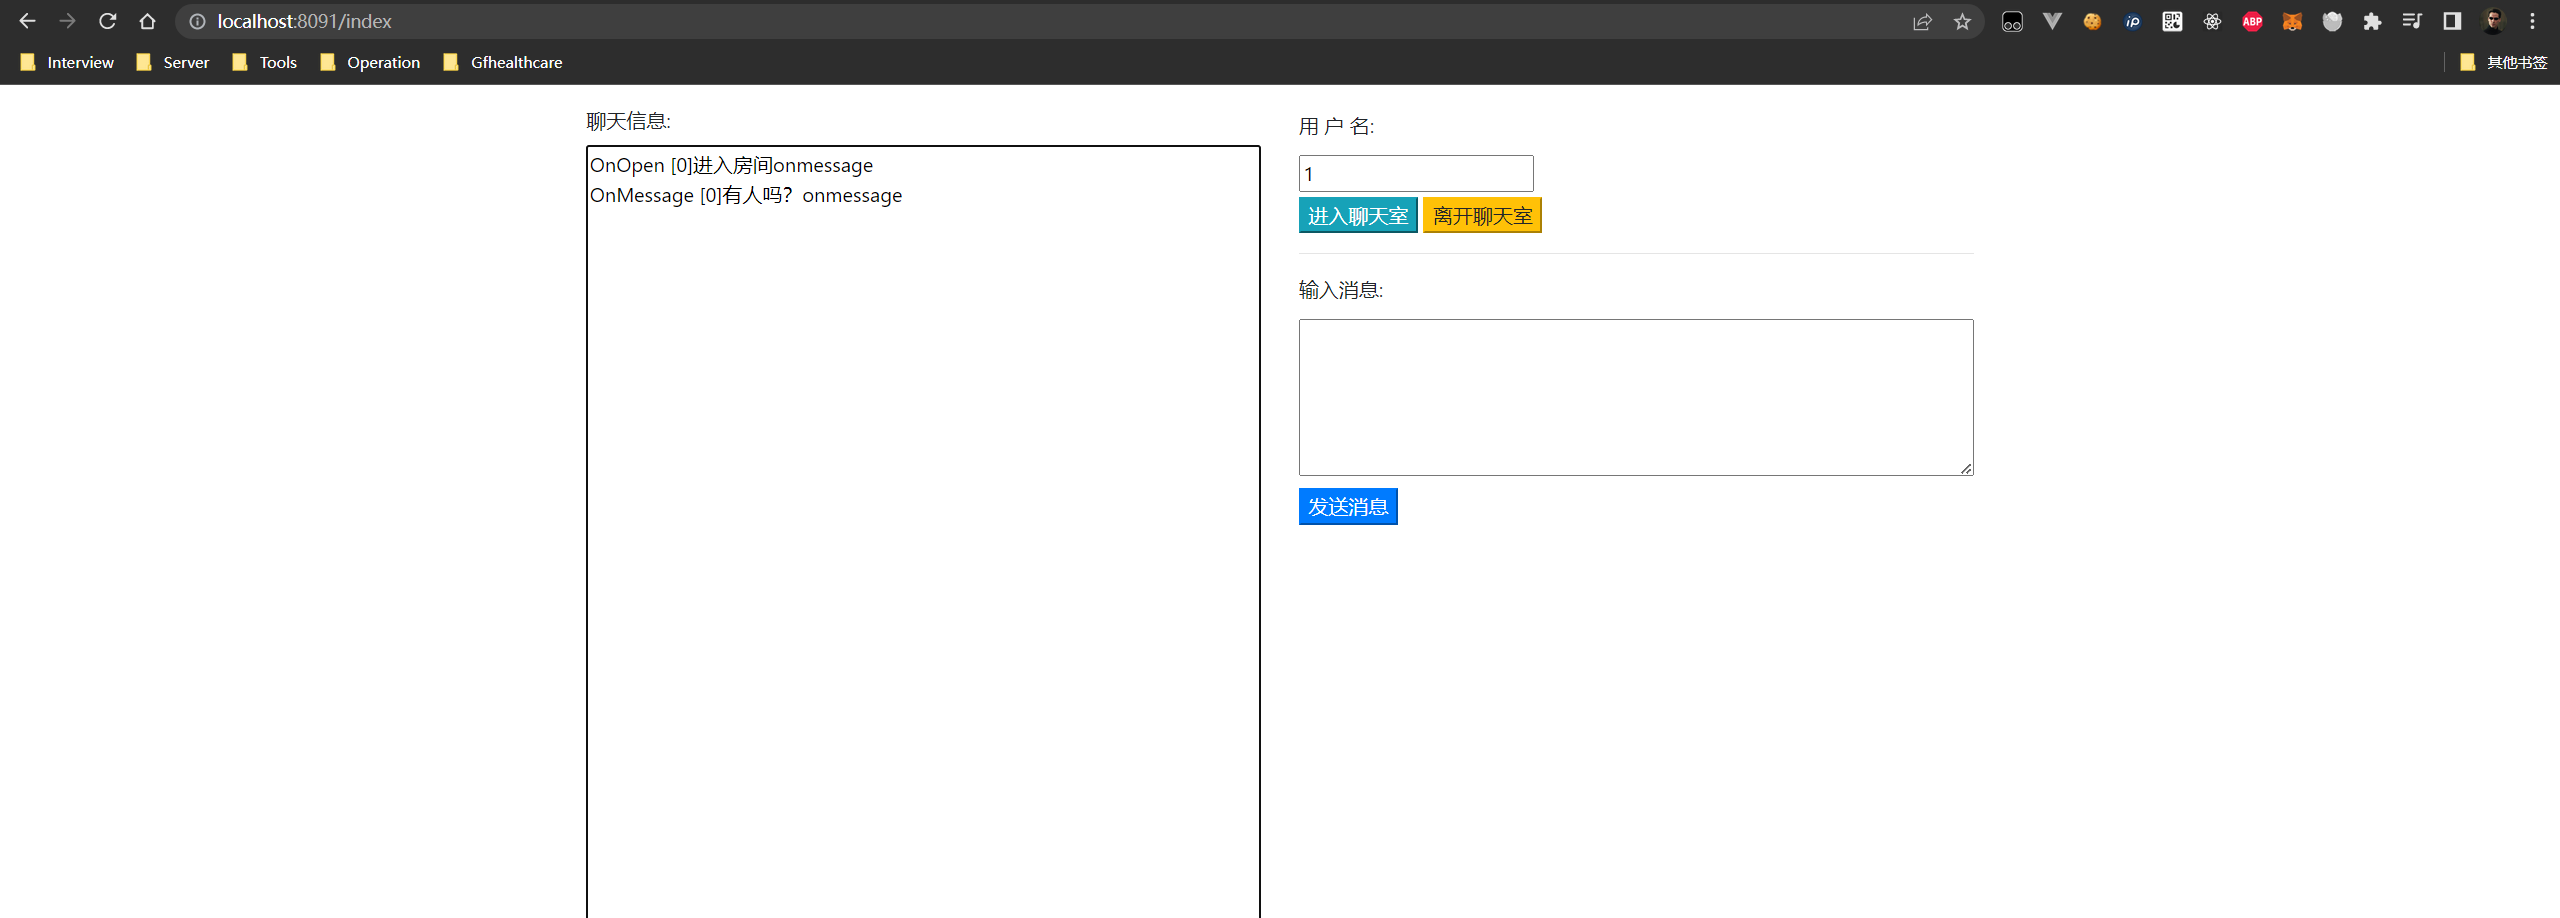 localhost:8091/index
ABP
Interview Server Tools Operation Gfhealthcare 其他书签
聊天信息:
OnOpen [0]进入房间onmessage
OnMessage [0]有人吗？onmessage
用 户 名:
1
进入聊天室 离开聊天室
输入消息:
发送消息